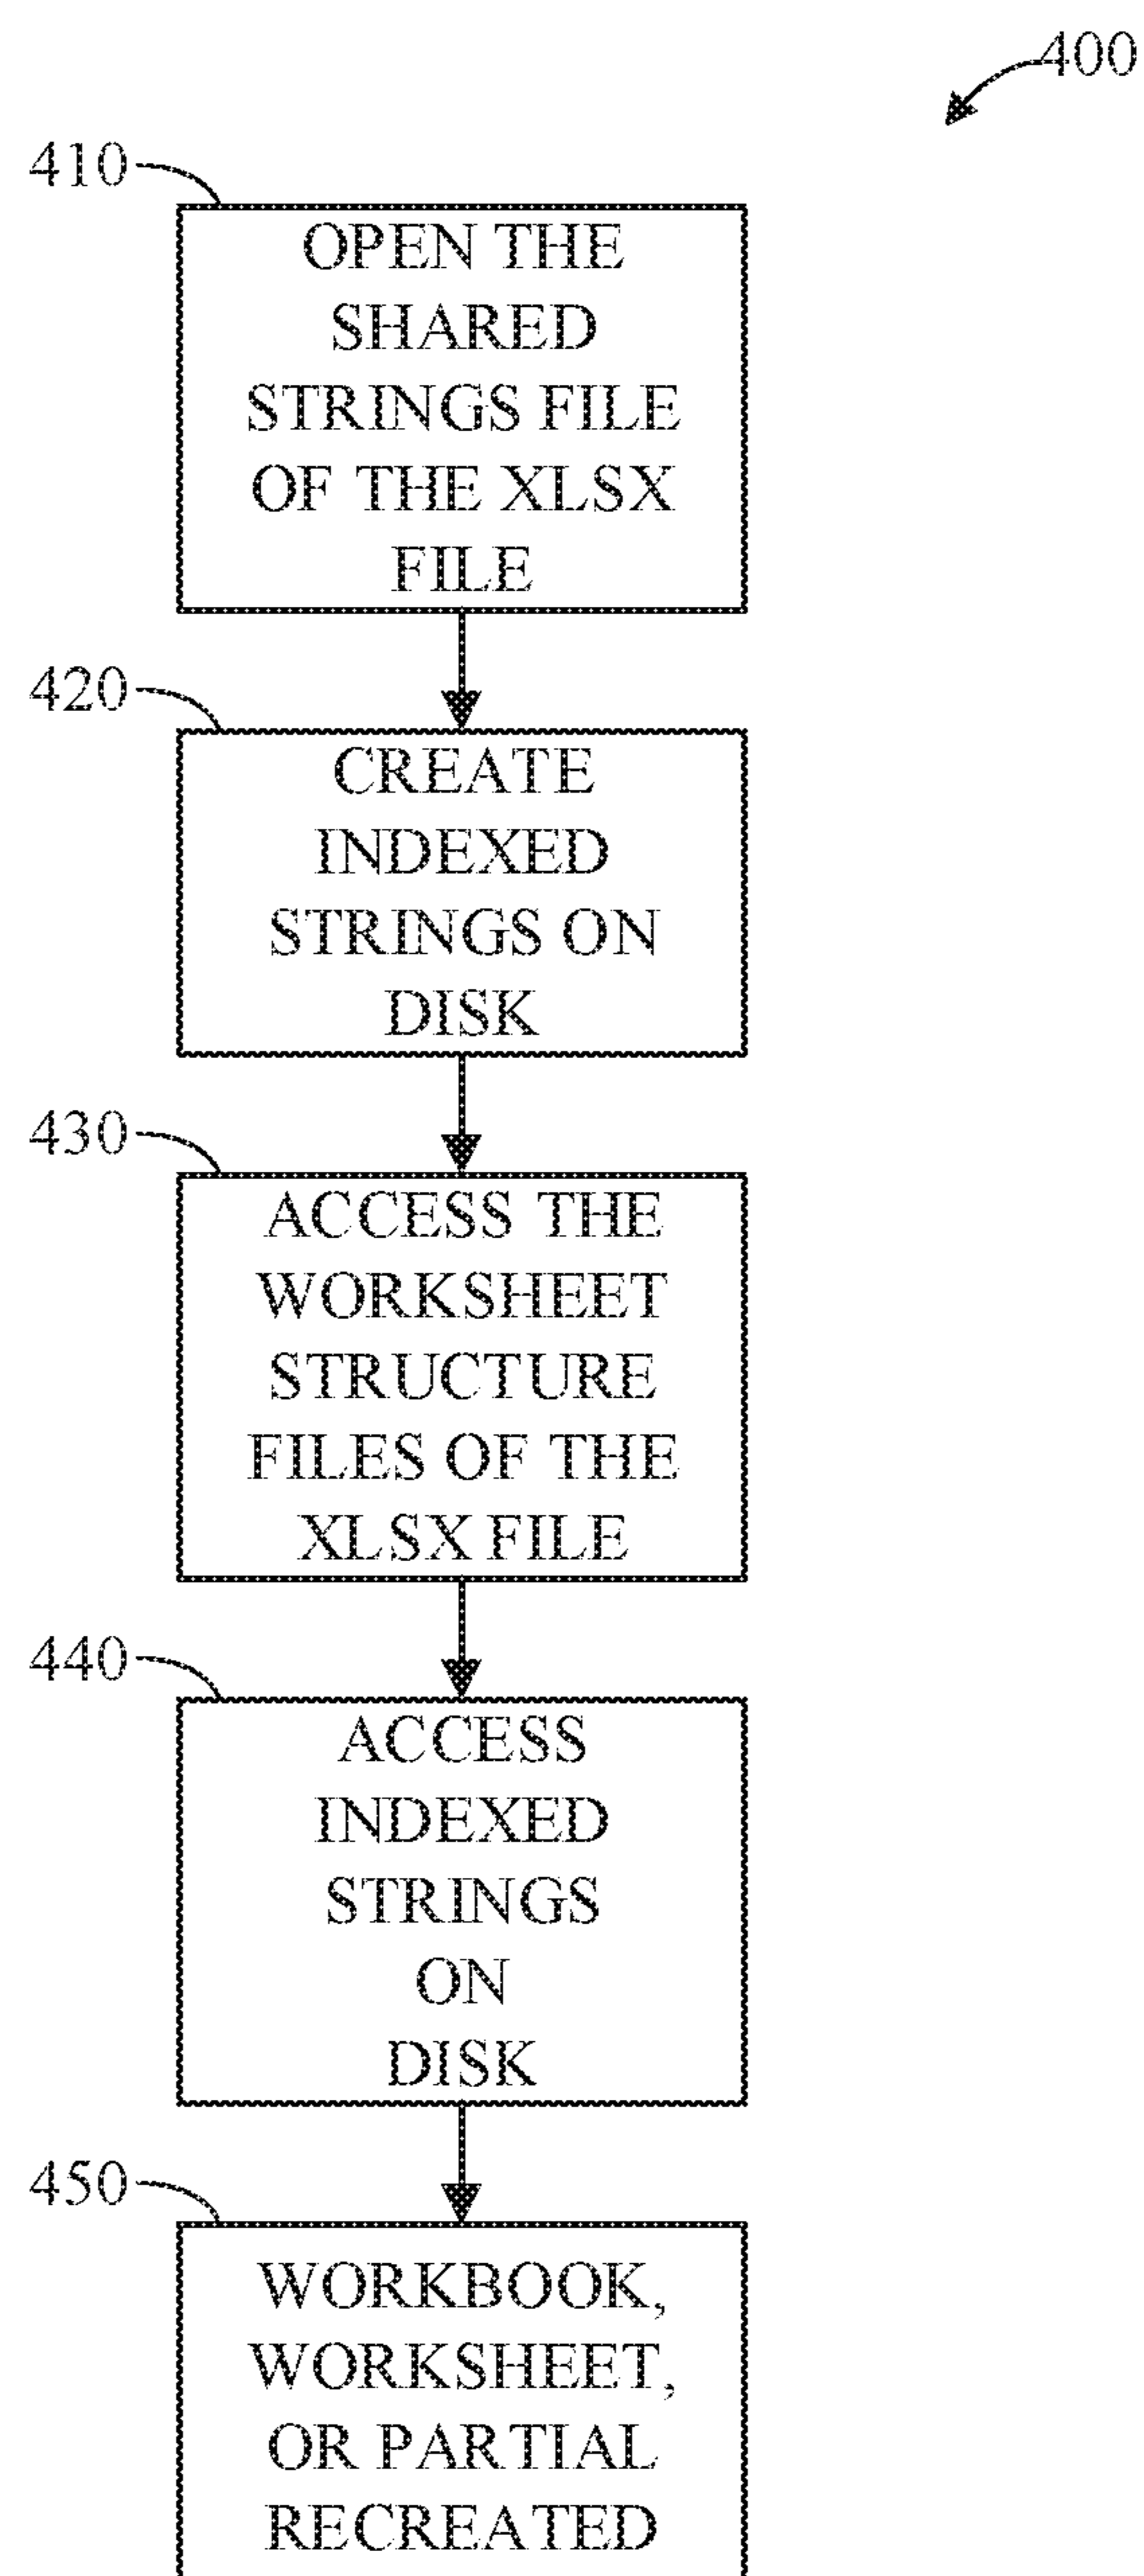 400
410
OPEN THE
SHARED
STRINGS FILE
OF THE XLSX
FILE
420
CREATE
INDEXED
STRINGS ON
DISK
430
ACCESS THE
WORKSHEET
STRUCTURE
FILES OF THE
XLSX FILE
440
ACCESS
INDEXED
STRINGS
ON
DISK
450
WORKBOOK,
WORKSHEET,
OR PARTIAL
RECREATED